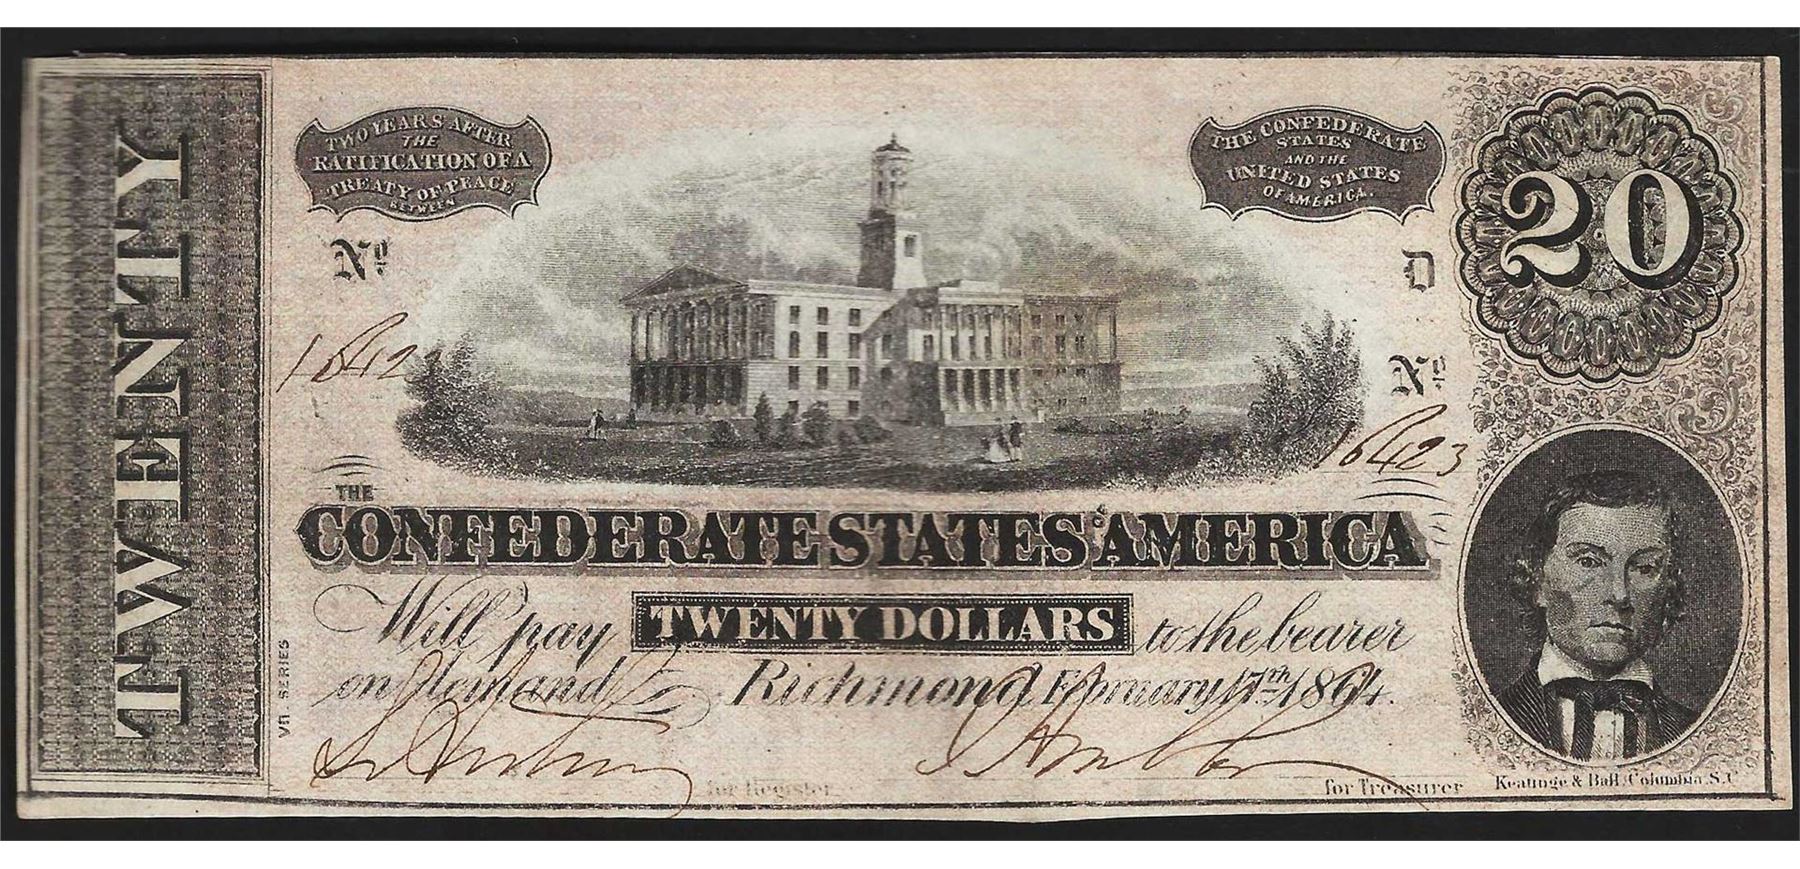 TWENTY
TWO YEARS AFTER
THE
RATIFICATION OF A
TREATY OF PEACE
BETWEEN
THE CONFEDERATE
STATES
AND THE
UNITED STATES
OF AMERICA.
20
Nº
D
1642
Nº
16423
THE
CONFEDERATE STATES OF AMERICA
Will pay TWENTY DOLLARS to the bearer
on demand Richmond February 17th 1864.
VII. SERIES
for Register
for Treasurer
Keatinge & Ball, Columbia, S.C.